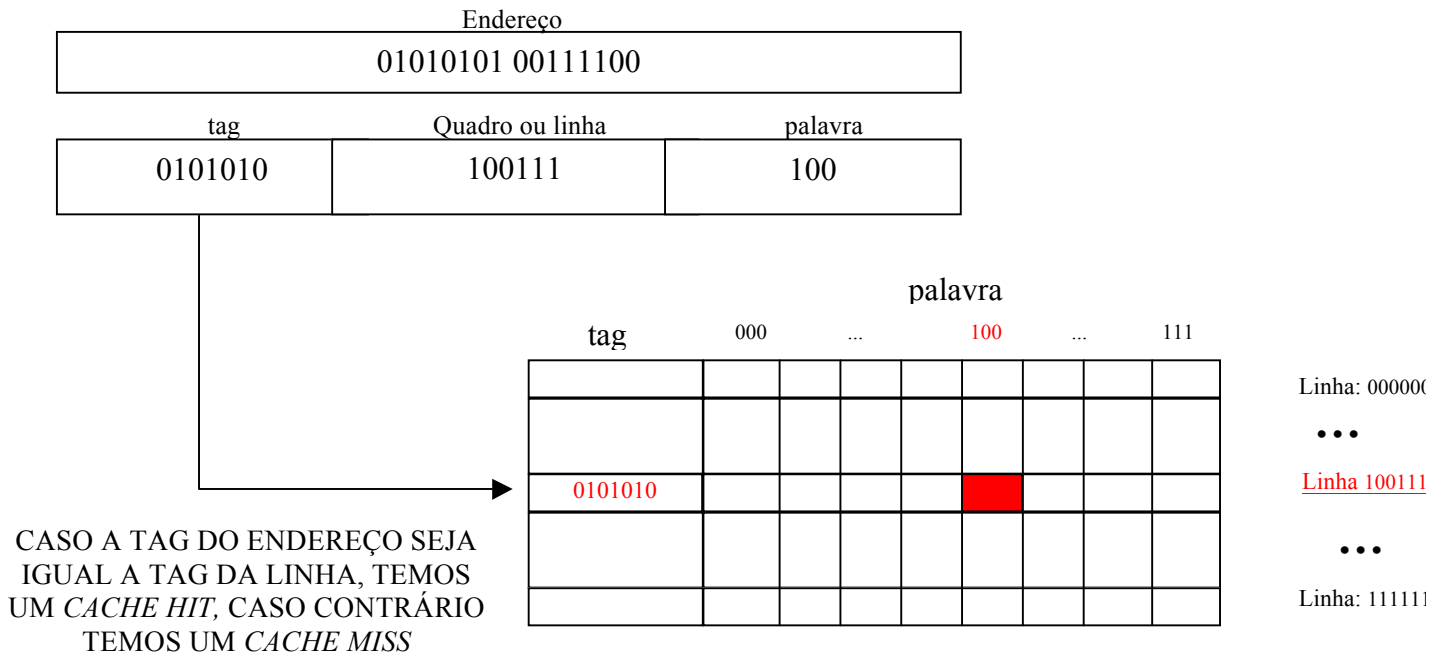 Endereço
01010101 00111100
tag Quadro ou linha palavra
0101010 100111 100
palavra
tag 000 ... 100 ... 111
Linha: 000000
...
0101010 Linha 100111
...
Linha: 111111
CASO A TAG DO ENDEREÇO SEJA
IGUAL A TAG DA LINHA, TEMOS
UM CACHE HIT, CASO CONTRÁRIO
TEMOS UM CACHE MISS